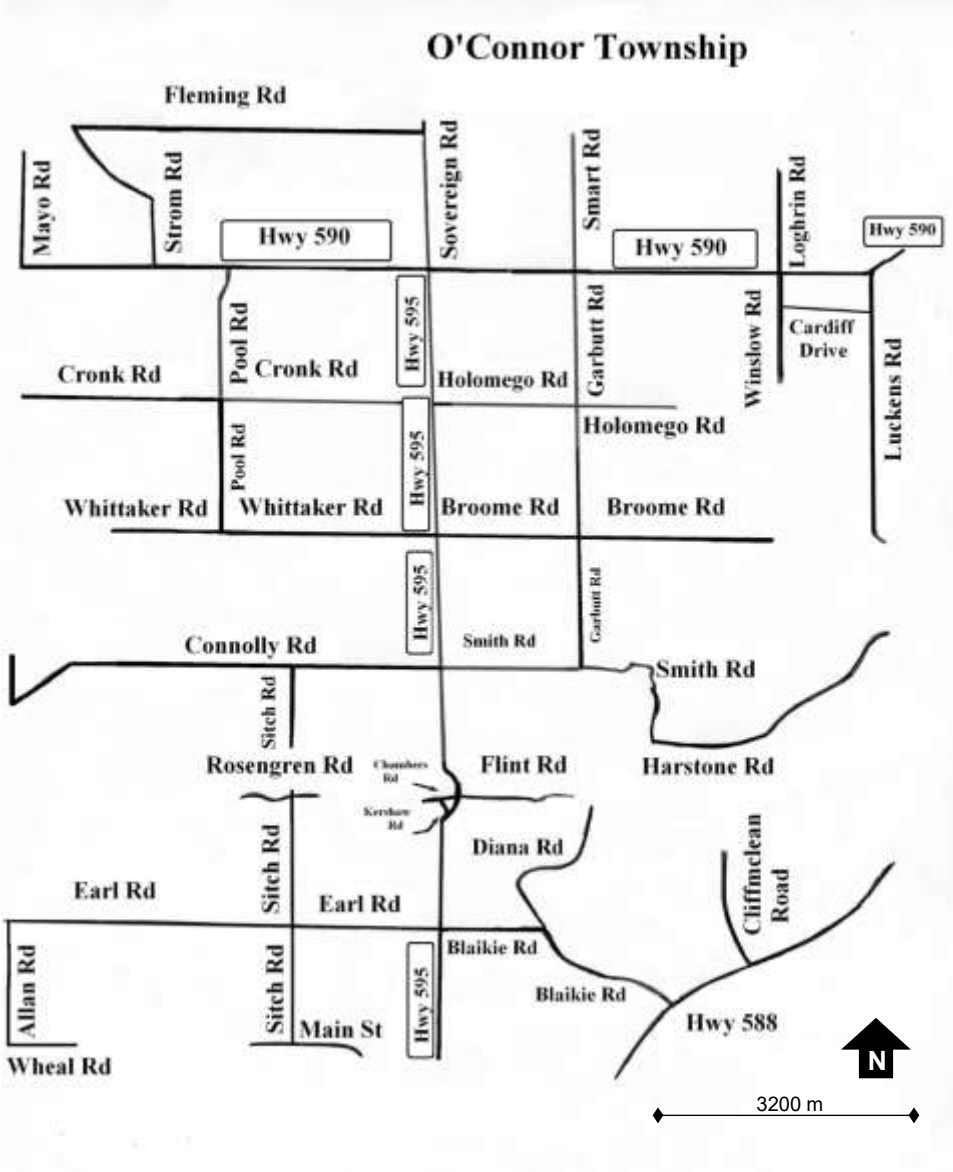 O'Connor Township
Fleming Rd
Mayo Rd
Strom Rd
Sovereign Rd
Smart Rd
Loghrin Rd
Hwy 590
Hwy 590
Hwy 590
Pool Rd
Hwy 595
Garbutt Rd
Winslow Rd
Cardiff
Drive
Luckens Rd
Cronk Rd
Cronk Rd
Holomego Rd
Holomego Rd
Pool Rd
Hwy 595
Whittaker Rd
Whittaker Rd
Broome Rd
Broome Rd
Hwy 595
Garbutt Rd
Connolly Rd
Smith Rd
Smith Rd
Sitch Rd
Rosengren Rd
Chambers
Rd
Flint Rd
Harstone Rd
Kershaw
Rd
Sitch Rd
Diana Rd
Cliffmclean
Road
Earl Rd
Earl Rd
Blaikie Rd
Allan Rd
Sitch Rd
Hwy 595
Blaikie Rd
Main St
Hwy 588
Wheal Rd
N
3200 m